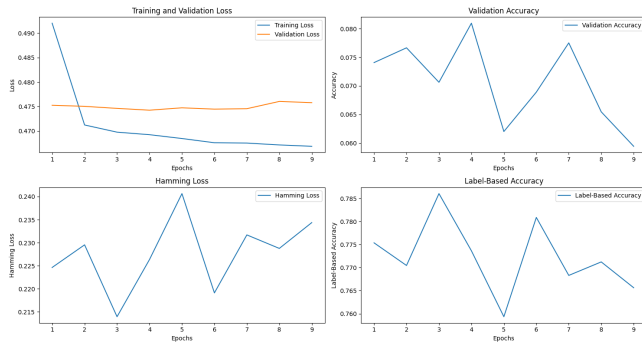 Training and Validation Loss
Training Loss
Validation Loss
0.490
0.485
0.480
0.475
0.470
Loss
1 2 3 4 5 6 7 8 9
Epochs
Validation Accuracy
Validation Accuracy
0.080
0.075
0.070
0.065
0.060
Accuracy
1 2 3 4 5 6 7 8 9
Epochs
Hamming Loss
Hamming Loss
0.240
0.235
0.230
0.225
0.220
0.215
Hamming Loss
1 2 3 4 5 6 7 8 9
Epochs
Label-Based Accuracy
Label-Based Accuracy
0.785
0.780
0.775
0.770
0.765
0.760
Label-Based Accuracy
1 2 3 4 5 6 7 8 9
Epochs